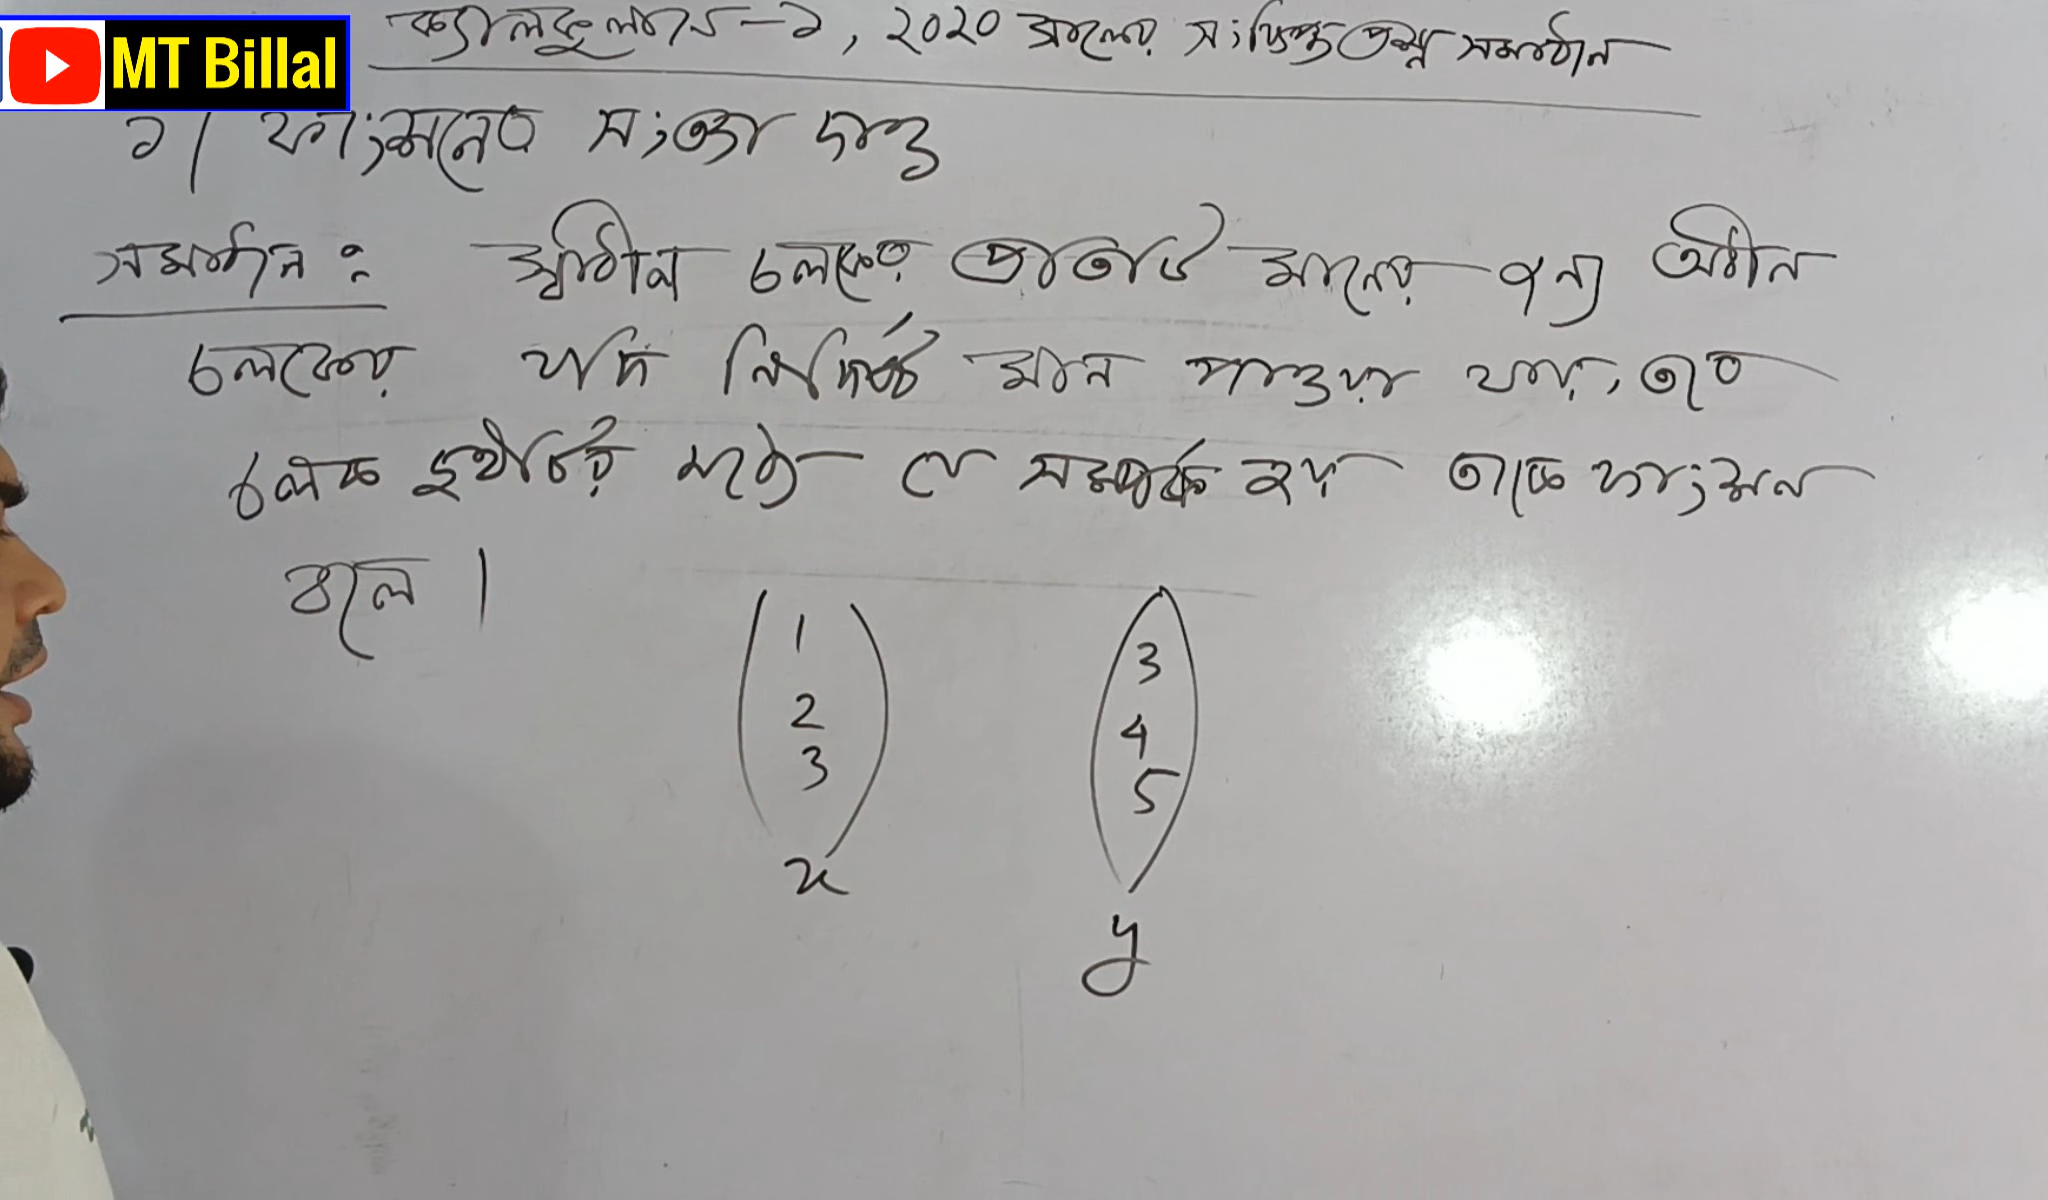 MT Billal
ক্যালকুলাস-১, ২০২০ সালের সংক্ষিপ্ত প্রশ্ন সমাধান
১। ফাংশনের সংজ্ঞা দাও
সমাধান: স্বাধীন চলকের প্রতিটি মানের জন্য অধীন
চলকের যদি নির্দিষ্ট মান পাওয়া যায়, তবে
চলক দুইটির মধ্যে যে সম্পর্ক হয় তাকে ফাংশন
বলে।
1 3
2 4
3 5
x
y